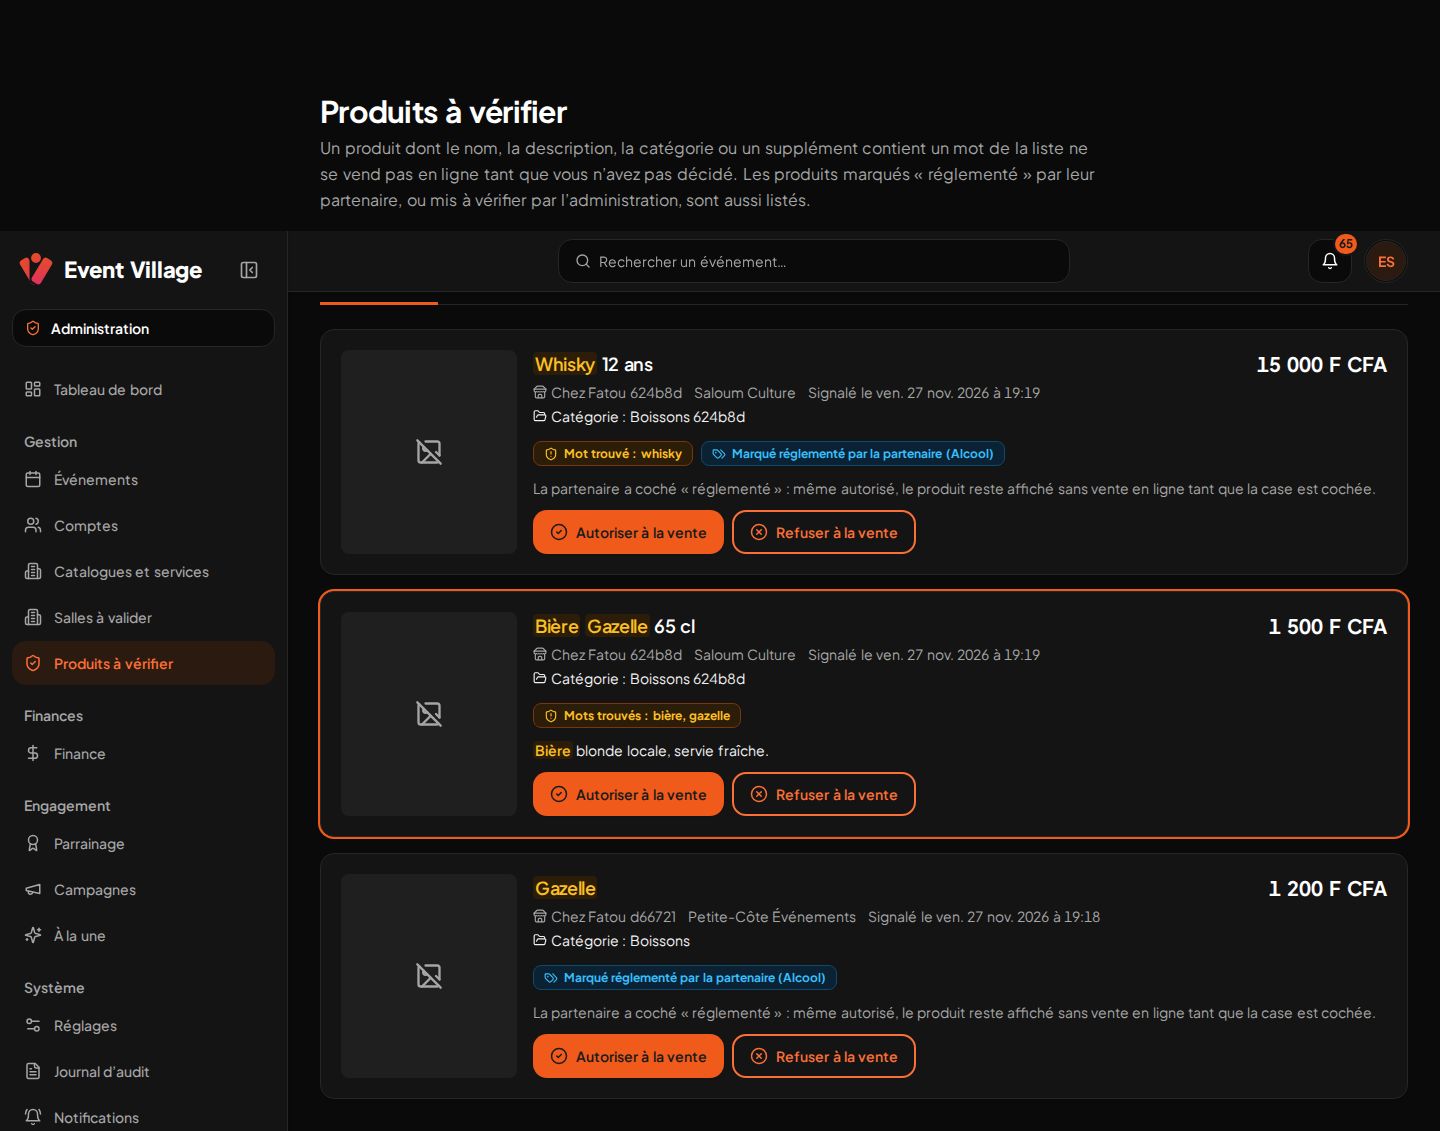 Produits à vérifier
Un produit dont le nom, la description, la catégorie ou un supplément contient un mot de la liste ne
se vend pas en ligne tant que vous n’avez pas décidé. Les produits marqués « réglementé » par leur
partenaire, ou mis à vérifier par l’administration, sont aussi listés.
Event Village
Rechercher un événement…
65
ES
Administration
Tableau de bord
Gestion
Événements
Comptes
Catalogues et services
Salles à valider
Produits à vérifier
Finances
Finance
Engagement
Parrainage
Campagnes
À la une
Système
Réglages
Journal d’audit
Notifications
Whisky 12 ans
15 000 F CFA
Chez Fatou 624b8d Saloum Culture Signalé le ven. 27 nov. 2026 à 19:19
Catégorie : Boissons 624b8d
Mot trouvé : whisky
Marqué réglementé par la partenaire (Alcool)
La partenaire a coché « réglementé » : même autorisé, le produit reste affiché sans vente en ligne tant que la case est cochée.
Autoriser à la vente
Refuser à la vente
Bière Gazelle 65 cl
1 500 F CFA
Chez Fatou 624b8d Saloum Culture Signalé le ven. 27 nov. 2026 à 19:19
Catégorie : Boissons 624b8d
Mots trouvés : bière, gazelle
Bière blonde locale, servie fraîche.
Autoriser à la vente
Refuser à la vente
Gazelle
1 200 F CFA
Chez Fatou d66721 Petite-Côte Événements Signalé le ven. 27 nov. 2026 à 19:18
Catégorie : Boissons
Marqué réglementé par la partenaire (Alcool)
La partenaire a coché « réglementé » : même autorisé, le produit reste affiché sans vente en ligne tant que la case est cochée.
Autoriser à la vente
Refuser à la vente